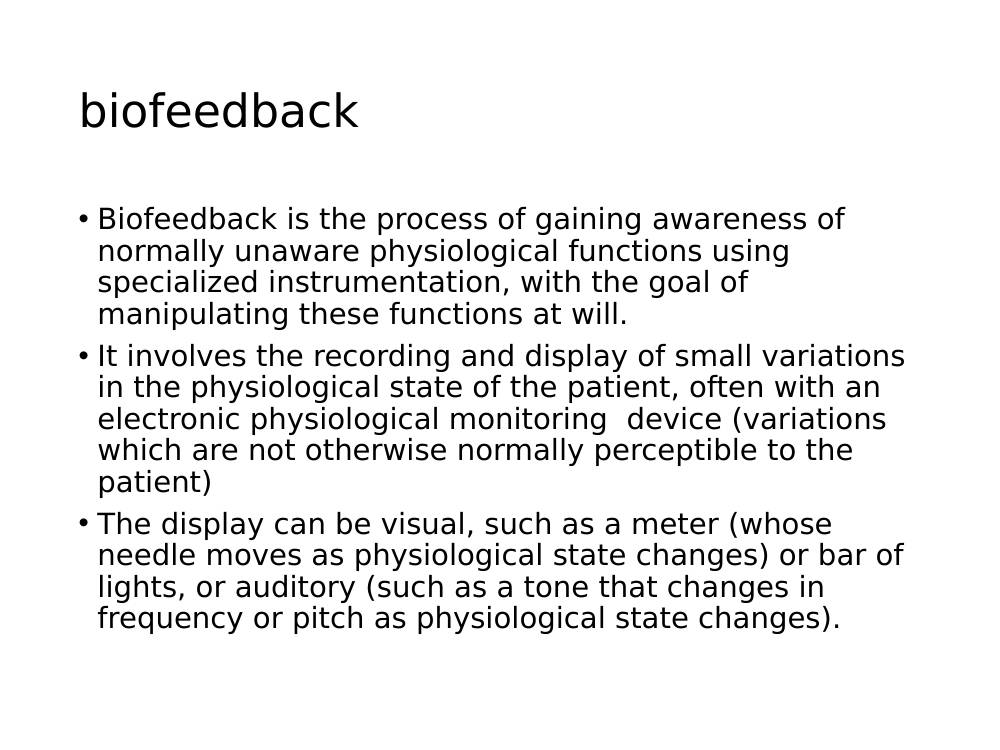 biofeedback
• Biofeedback is the process of gaining awareness of
normally unaware physiological functions using
specialized instrumentation, with the goal of
manipulating these functions at will.
• It involves the recording and display of small variations
in the physiological state of the patient, often with an
electronic physiological monitoring  device (variations
which are not otherwise normally perceptible to the
patient)
• The display can be visual, such as a meter (whose
needle moves as physiological state changes) or bar of
lights, or auditory (such as a tone that changes in
frequency or pitch as physiological state changes).